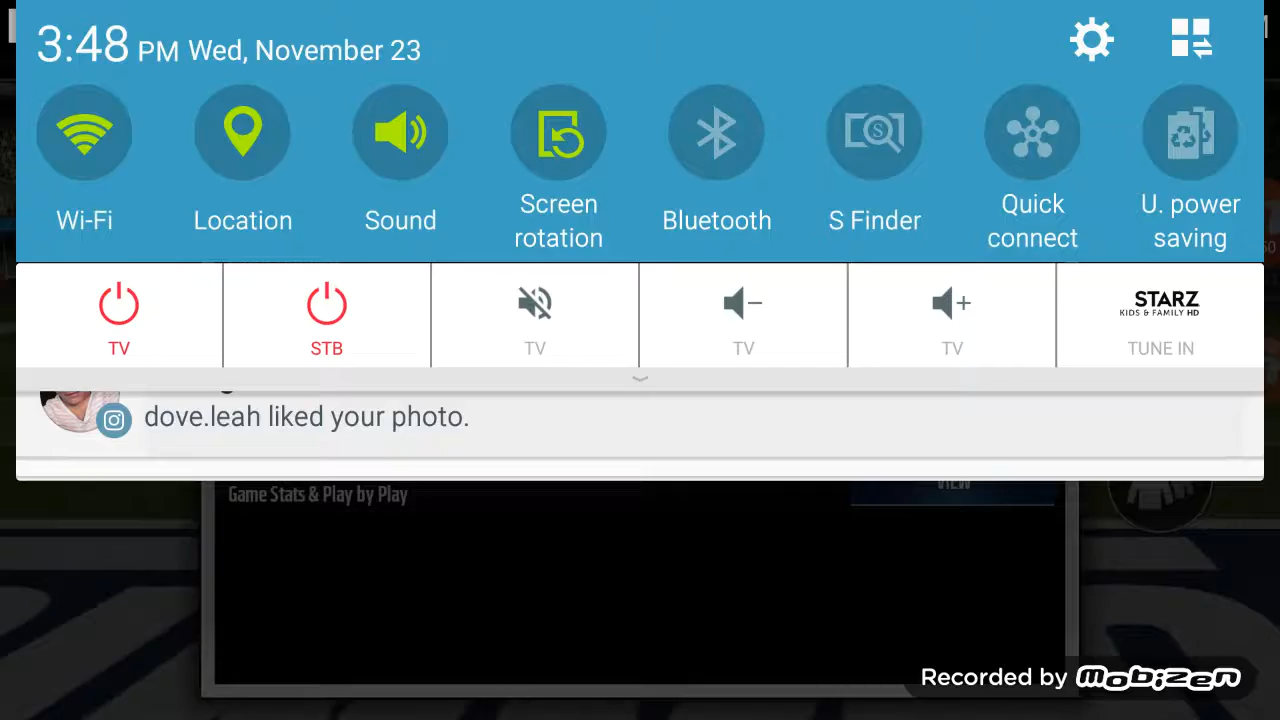 3:48 PM Wed, November 23
Wi-Fi
Location
Sound
Screen rotation
Bluetooth
S Finder
Quick connect
U. power saving
TV
STB
TV
TV
TV
STARZ
KIDS & FAMILY HD
TUNE IN
dove.leah liked your photo.
Game Stats & Play by Play
VIEW
Recorded by mobizen